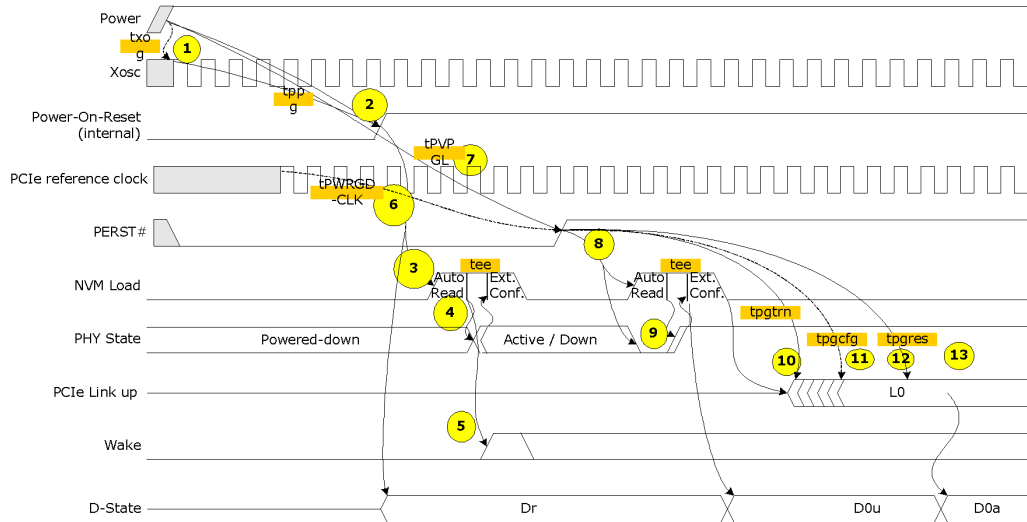 Power
txo
g
1
Xosc
tpp
g
2
Power-On-Reset
(internal)
tPVP
GL
7
PCIe reference clock
tPWRGD
-CLK
6
PERST#
8
3
tee
tee
NVM Load
Auto
Read
Ext.
Conf.
Auto
Read
Ext.
Conf.
4
tpgtrn
PHY State
Powered-down
Active / Down
9
tpgcfg
tpgres
10
11
12
13
PCIe Link up
L0
5
Wake
D-State
Dr
D0u
D0a